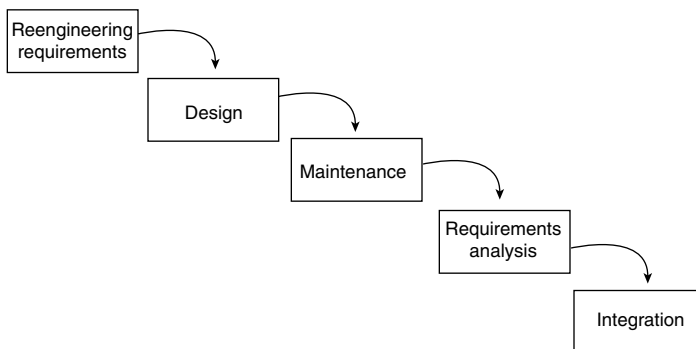 Reengineering
requirements
Design
Maintenance
Requirements
analysis
Integration